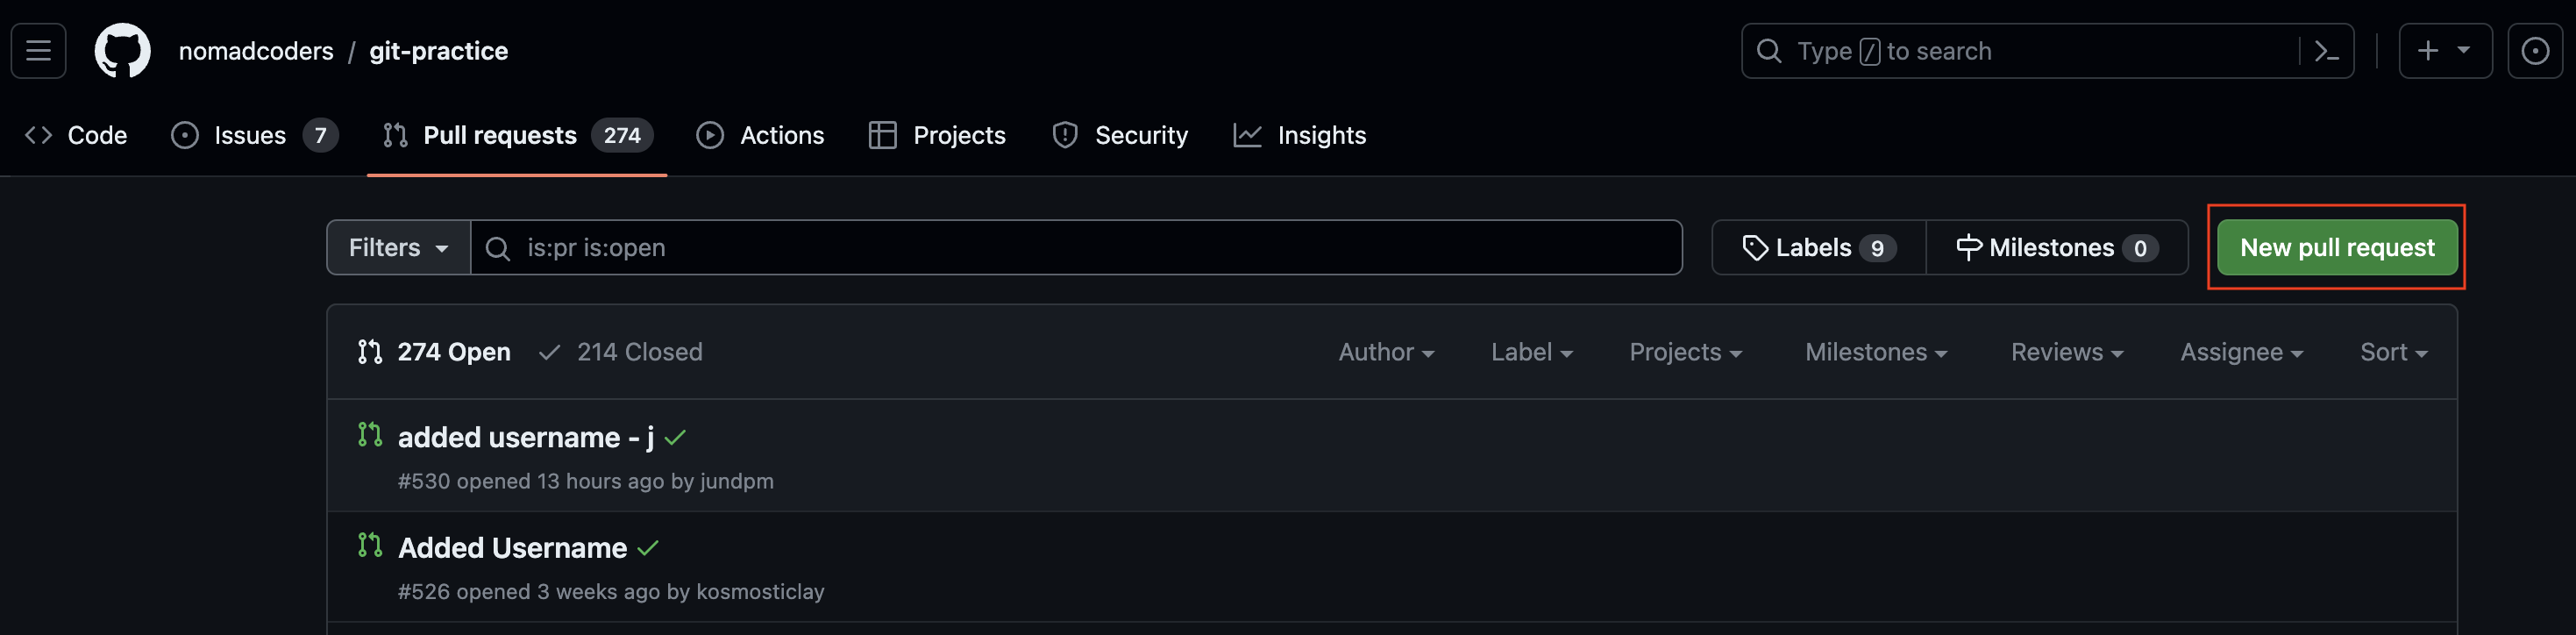 nomadcoders / git-practice
Type / to search
Code
Issues 7
Pull requests 274
Actions
Projects
Security
Insights
Filters
is:pr is:open
Labels 9
Milestones 0
New pull request
274 Open
214 Closed
Author
Label
Projects
Milestones
Reviews
Assignee
Sort
added username - j
#530 opened 13 hours ago by jundpm
Added Username
#526 opened 3 weeks ago by kosmosticlay